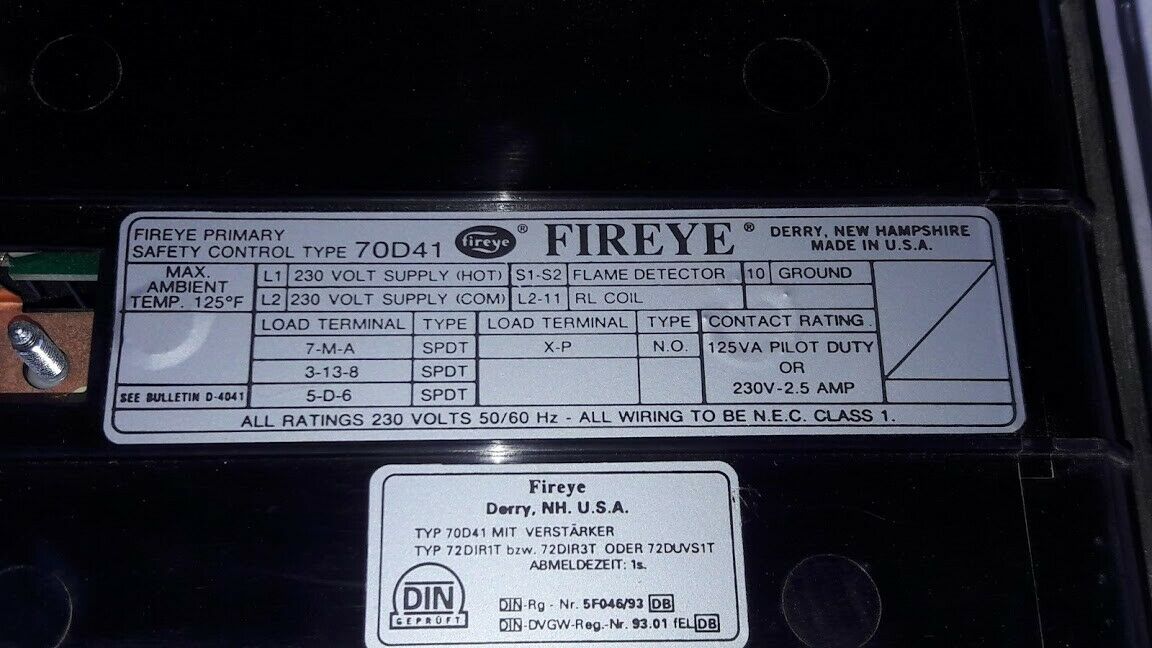 FIREYE PRIMARY
SAFETY CONTROL TYPE 70D41 fireye ® FIREYE ® DERRY, NEW HAMPSHIRE
MADE IN U.S.A.
MAX.
AMBIENT
TEMP. 125°F
L1 230 VOLT SUPPLY (HOT) S1-S2 FLAME DETECTOR 10 GROUND
L2 230 VOLT SUPPLY (COM) L2-11 RL COIL
LOAD TERMINAL TYPE LOAD TERMINAL TYPE CONTACT RATING
7-M-A SPDT X-P N.O. 125VA PILOT DUTY
3-13-8 SPDT OR
5-D-6 SPDT 230V-2.5 AMP
SEE BULLETIN D-4041
ALL RATINGS 230 VOLTS 50/60 Hz - ALL WIRING TO BE N.E.C. CLASS 1.
Fireye
Derry, NH. U.S.A.
TYP 70D41 MIT VERSTÄRKER
TYP 72DIR1T bzw. 72DIR3T ODER 72DUVS1T
ABMELDEZEIT: 1s.
DIN
GEPRÜFT
DIN-Rg - Nr. 5F046/93 DB
DIN-DVGW-Reg.-Nr. 93.01 fEL DB